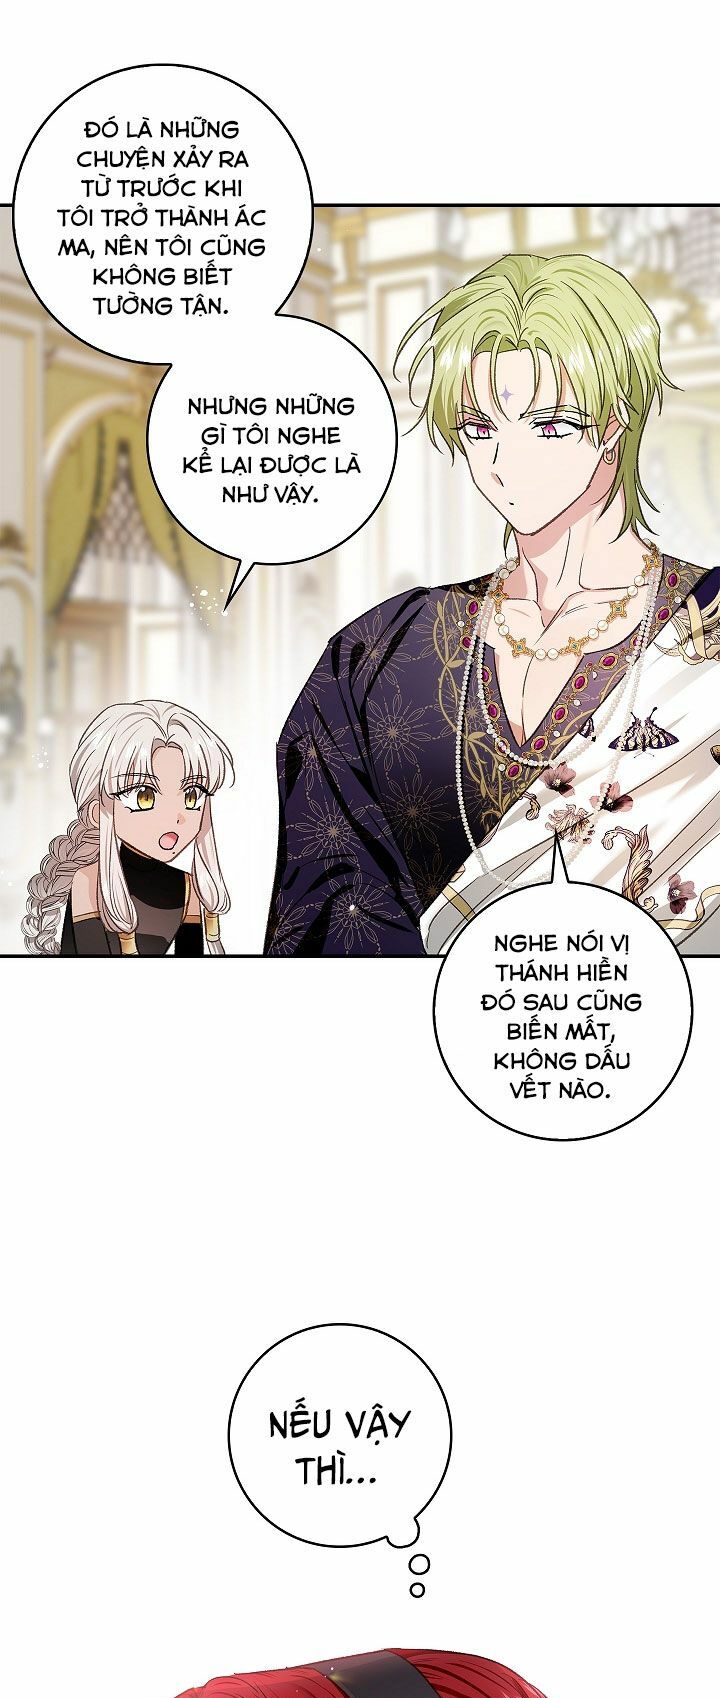 ĐÓ LÀ NHỮNG
CHUYỆN XẢY RA
TỪ TRƯỚC KHI
TÔI TRỞ THÀNH ÁC
MA, NÊN TÔI CŨNG
KHÔNG BIẾT
TƯỜNG TẬN.
NHƯNG NHỮNG
GÌ TÔI NGHE
KỂ LẠI ĐƯỢC LÀ
NHƯ VẬY.
NGHE NÓI VỊ
THÁNH HIỀN
ĐÓ SAU CŨNG
BIẾN MẤT,
KHÔNG DẤU
VẾT NÀO.
NẾU VẬY
THÌ...